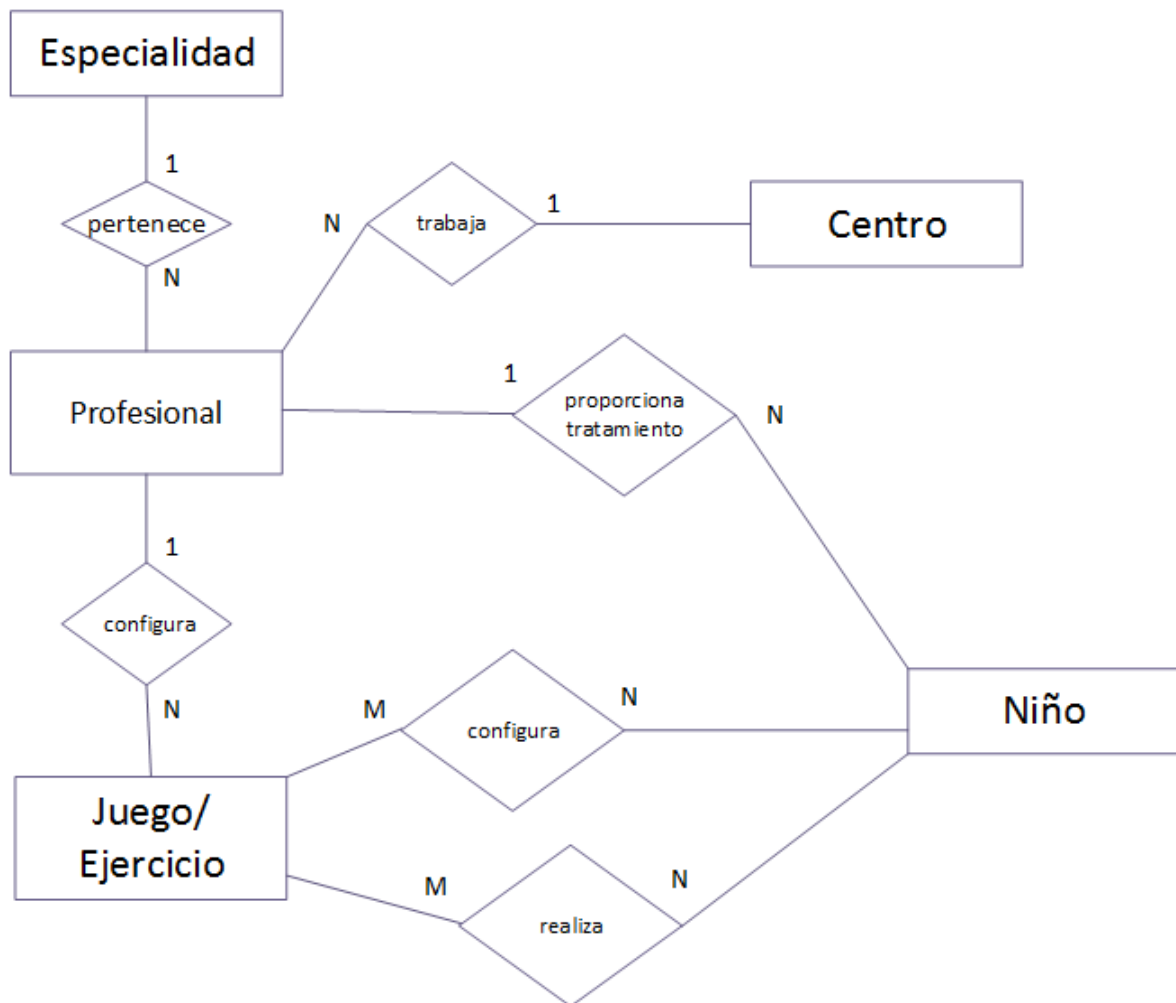 Especialidad
1
pertenece
N
N
trabaja
1
Centro
Profesional
1
proporciona
tratamiento
N
1
configura
N
M
configura
N
Niño
Juego/
Ejercicio
M
realiza
N